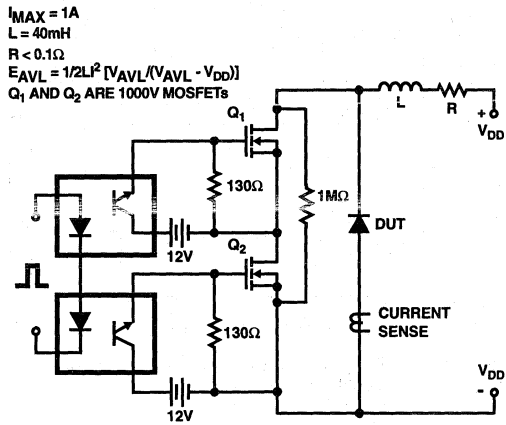 IMAX = 1A
L = 40mH
R < 0.1Ω
EAVL = 1/2LI² [VAVL/(VAVL - VDD)]
Q1 AND Q2 ARE 1000V MOSFETs
Q1
L
R
+
VDD
130Ω
1MΩ
DUT
12V
Q2
CURRENT
SENSE
130Ω
VDD
-
12V